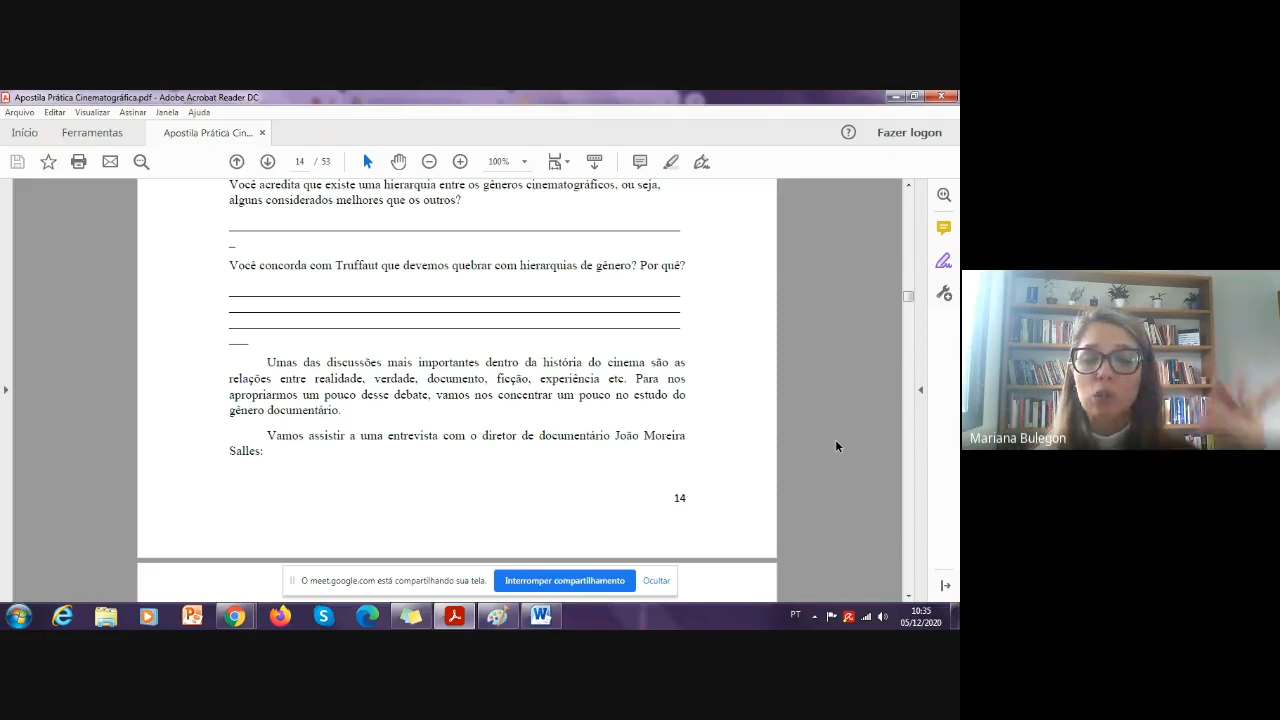 Apostila Prática Cinematográfica.pdf - Adobe Acrobat Reader DC
Arquivo Editar Visualizar Assinar Janela Ajuda
Início Ferramentas Apostila Prática Cin... × Fazer logon
14 / 53 100%
Você acredita que existe uma hierarquia entre os gêneros cinematográficos, ou seja,
alguns considerados melhores que os outros?
Você concorda com Truffaut que devemos quebrar com hierarquias de gênero? Por quê?
Umas das discussões mais importantes dentro da história do cinema são as
relações entre realidade, verdade, documento, ficção, experiência etc. Para nos
apropriarmos um pouco desse debate, vamos nos concentrar um pouco no estudo do
gênero documentário.
Vamos assistir a uma entrevista com o diretor de documentário João Moreira
Salles:
14
O meet.google.com está compartilhando sua tela. Interromper compartilhamento Ocultar
PT
10:35
05/12/2020
Mariana Bulegon